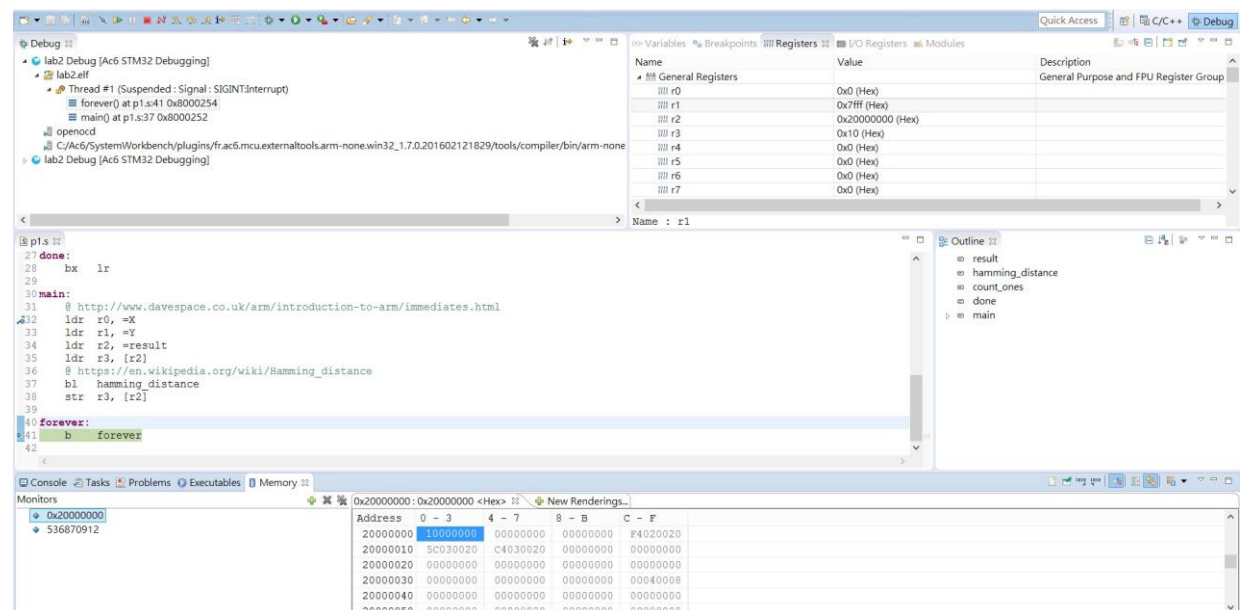 Quick Access
C/C++
Debug
Debug
lab2 Debug [Ac6 STM32 Debugging]
lab2.elf
Thread #1 (Suspended : Signal : SIGINT:Interrupt)
forever() at p1.s:41 0x8000254
main() at p1.s:37 0x8000252
openocd
C:/Ac6/SystemWorkbench/plugins/fr.ac6.mcu.externaltools.arm-none.win32_1.7.0.201602121829/tools/compiler/bin/arm-none
lab2 Debug [Ac6 STM32 Debugging]
Variables Breakpoints Registers I/O Registers Modules
Name Value Description
General Registers General Purpose and FPU Register Group
r0 0x0 (Hex)
r1 0x7fff (Hex)
r2 0x20000000 (Hex)
r3 0x10 (Hex)
r4 0x0 (Hex)
r5 0x0 (Hex)
r6 0x0 (Hex)
r7 0x0 (Hex)
Name : r1
p1.s
27 done:
28 bx lr
29
30 main:
31 @ http://www.davespace.co.uk/arm/introduction-to-arm/immediates.html
32 ldr r0, =X
33 ldr r1, =Y
34 ldr r2, =result
35 ldr r3, [r2]
36 @ https://en.wikipedia.org/wiki/Hamming_distance
37 bl hamming_distance
38 str r3, [r2]
39
40 forever:
41 b forever
42
Outline
result
hamming_distance
count_ones
done
main
Console Tasks Problems Executables Memory
Monitors
0x20000000
536870912
0x20000000 : 0x20000000 <Hex> New Renderings...
Address 0 - 3 4 - 7 8 - B C - F
20000000 10000000 00000000 00000000 F4020020
20000010 5C030020 C4030020 00000000 00000000
20000020 00000000 00000000 00000000 00000000
20000030 00000000 00000000 00000000 00040008
20000040 00000000 00000000 00000000 00000000